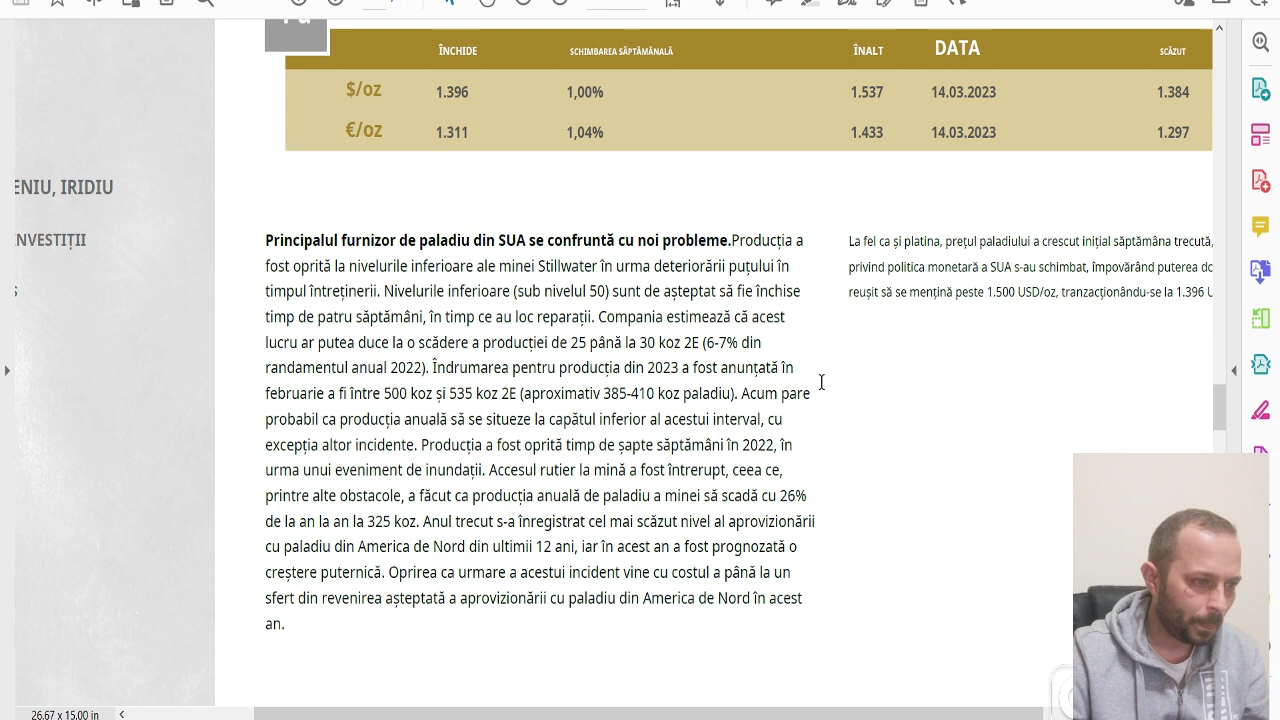 ÎNCHIDE SCHIMBAREA SĂPTĂMÂNALĂ ÎNALT DATA SCĂZUT
$/oz 1.396 1,00% 1.537 14.03.2023 1.384
€/oz 1.311 1,04% 1.433 14.03.2023 1.297
ENIU, IRIDIU
NVESTIȚII
Principalul furnizor de paladiu din SUA se confruntă cu noi probleme.Producția a
fost oprită la nivelurile inferioare ale minei Stillwater în urma deteriorării puțului în
timpul întreținerii. Nivelurile inferioare (sub nivelul 50) sunt de așteptat să fie închise
timp de patru săptămâni, în timp ce au loc reparații. Compania estimează că acest
lucru ar putea duce la o scădere a producției de 25 până la 30 koz 2E (6-7% din
randamentul anual 2022). Îndrumarea pentru producția din 2023 a fost anunțată în
februarie a fi între 500 koz și 535 koz 2E (aproximativ 385-410 koz paladiu). Acum pare
probabil ca producția anuală să se situeze la capătul inferior al acestui interval, cu
excepția altor incidente. Producția a fost oprită timp de șapte săptămâni în 2022, în
urma unui eveniment de inundații. Accesul rutier la mină a fost întrerupt, ceea ce,
printre alte obstacole, a făcut ca producția anuală de paladiu a minei să scadă cu 26%
de la an la an la 325 koz. Anul trecut s-a înregistrat cel mai scăzut nivel al aprovizionării
cu paladiu din America de Nord din ultimii 12 ani, iar în acest an a fost prognozată o
creștere puternică. Oprirea ca urmare a acestui incident vine cu costul a până la un
sfert din revenirea așteptată a aprovizionării cu paladiu din America de Nord în acest
an.
La fel ca și platina, prețul paladiului a crescut inițial săptămâna trecută,
privind politica monetară a SUA s-au schimbat, împovărând puterea do
reușit să se mențină peste 1.500 USD/oz, tranzacționându-se la 1.396 U
26.67 x 15.00 in